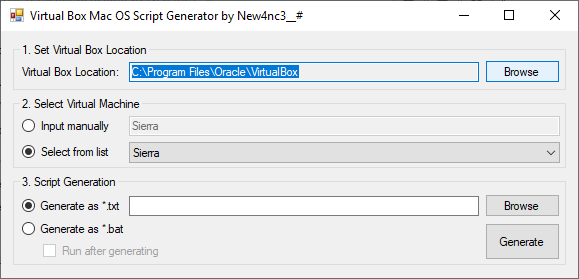 Virtual Box Mac OS Script Generator by New4nc3__#
1. Set Virtual Box Location
Virtual Box Location: C:\Program Files\Oracle\VirtualBox Browse
2. Select Virtual Machine
Input manually Sierra
Select from list Sierra
3. Script Generation
Generate as *.txt Browse
Generate as *.bat
Run after generating Generate